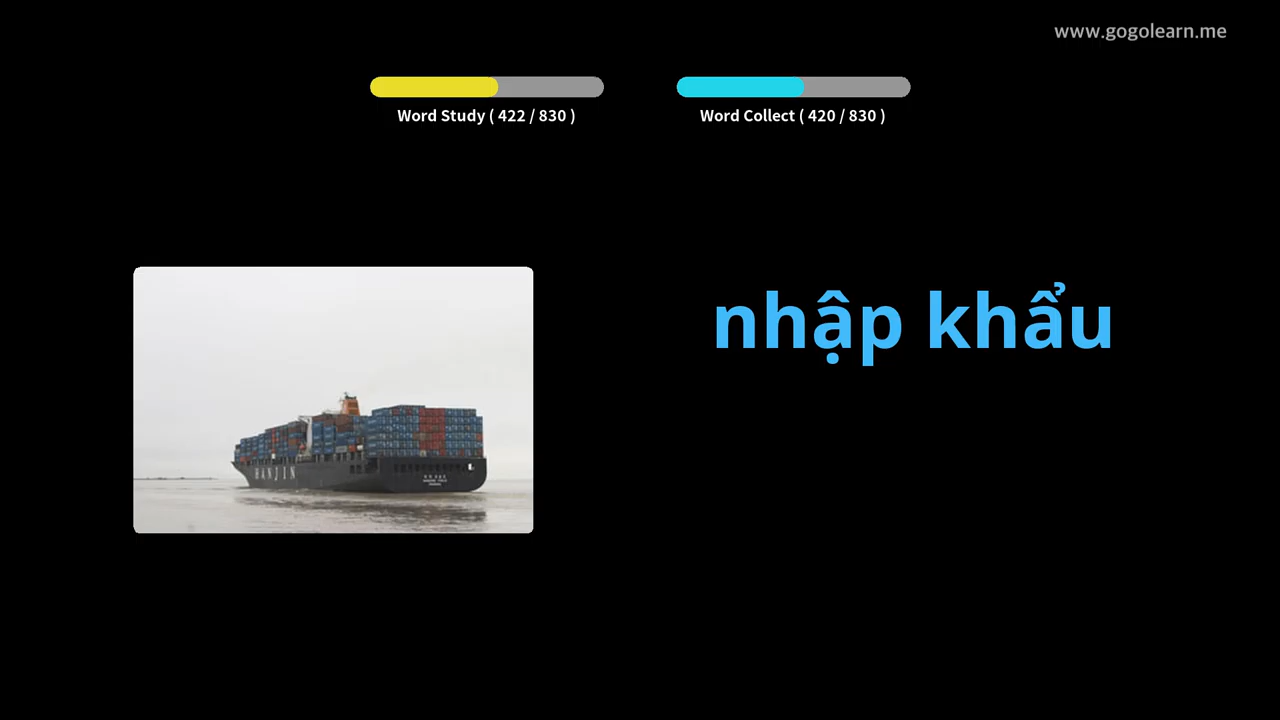 www.gogolearn.me
Word Study ( 422 / 830 )
Word Collect ( 420 / 830 )
nhập khẩu
HANJIN